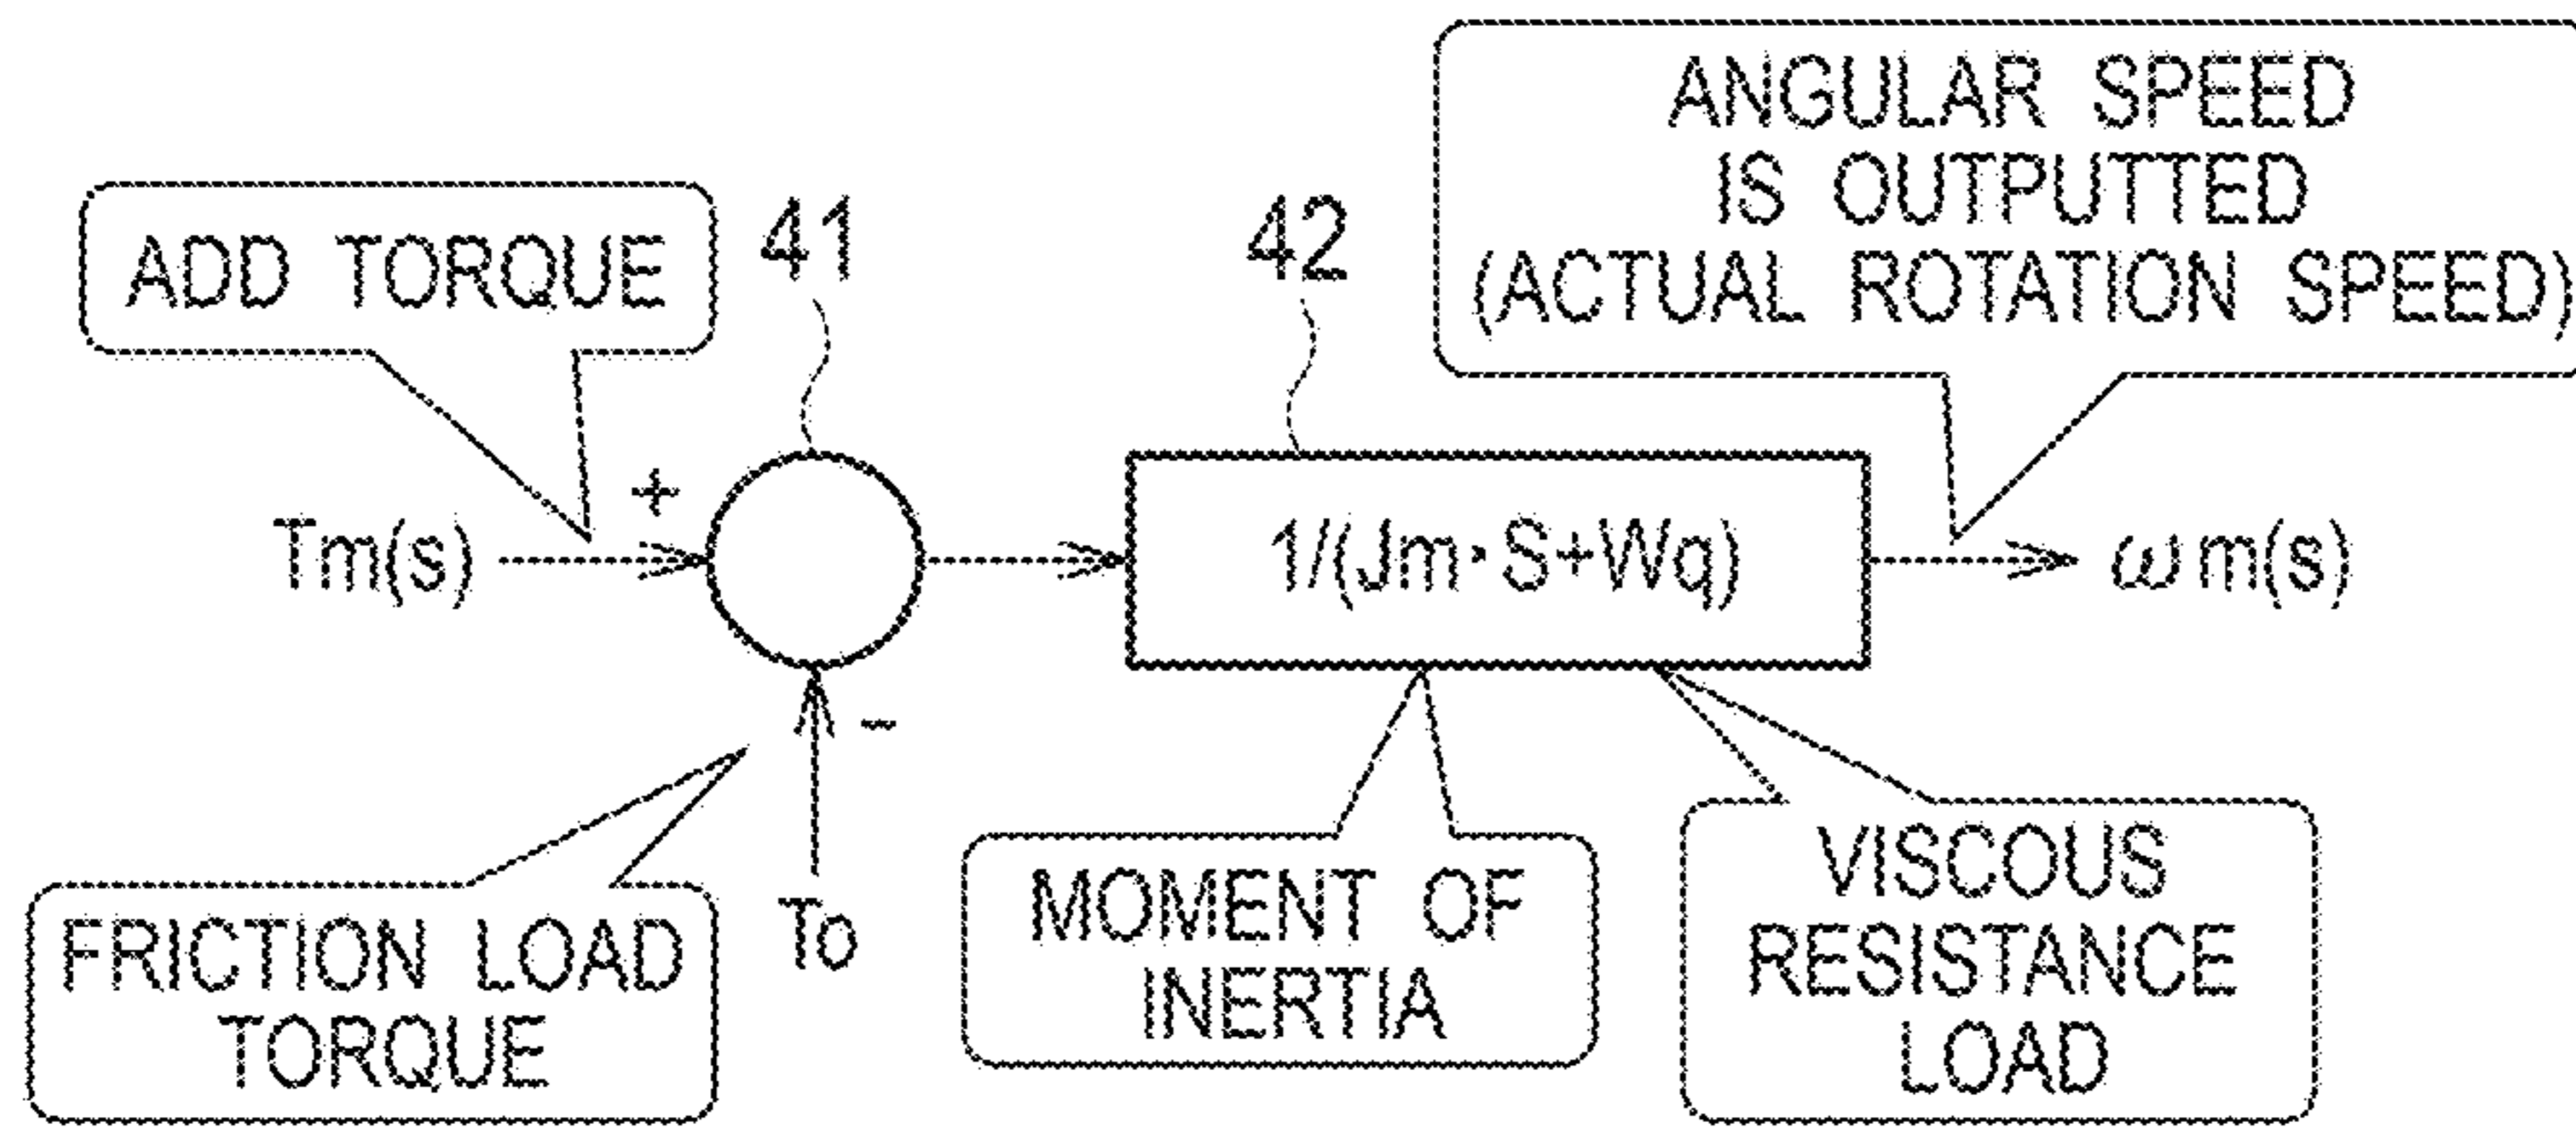 ANGULAR SPEED
IS OUTPUTTED
(ACTUAL ROTATION SPEED)
ADD TORQUE
41
42
+
Tm(s)
1/(Jm·S+Wq)
ωm(s)
-
To
FRICTION LOAD
TORQUE
MOMENT OF
INERTIA
VISCOUS
RESISTANCE
LOAD